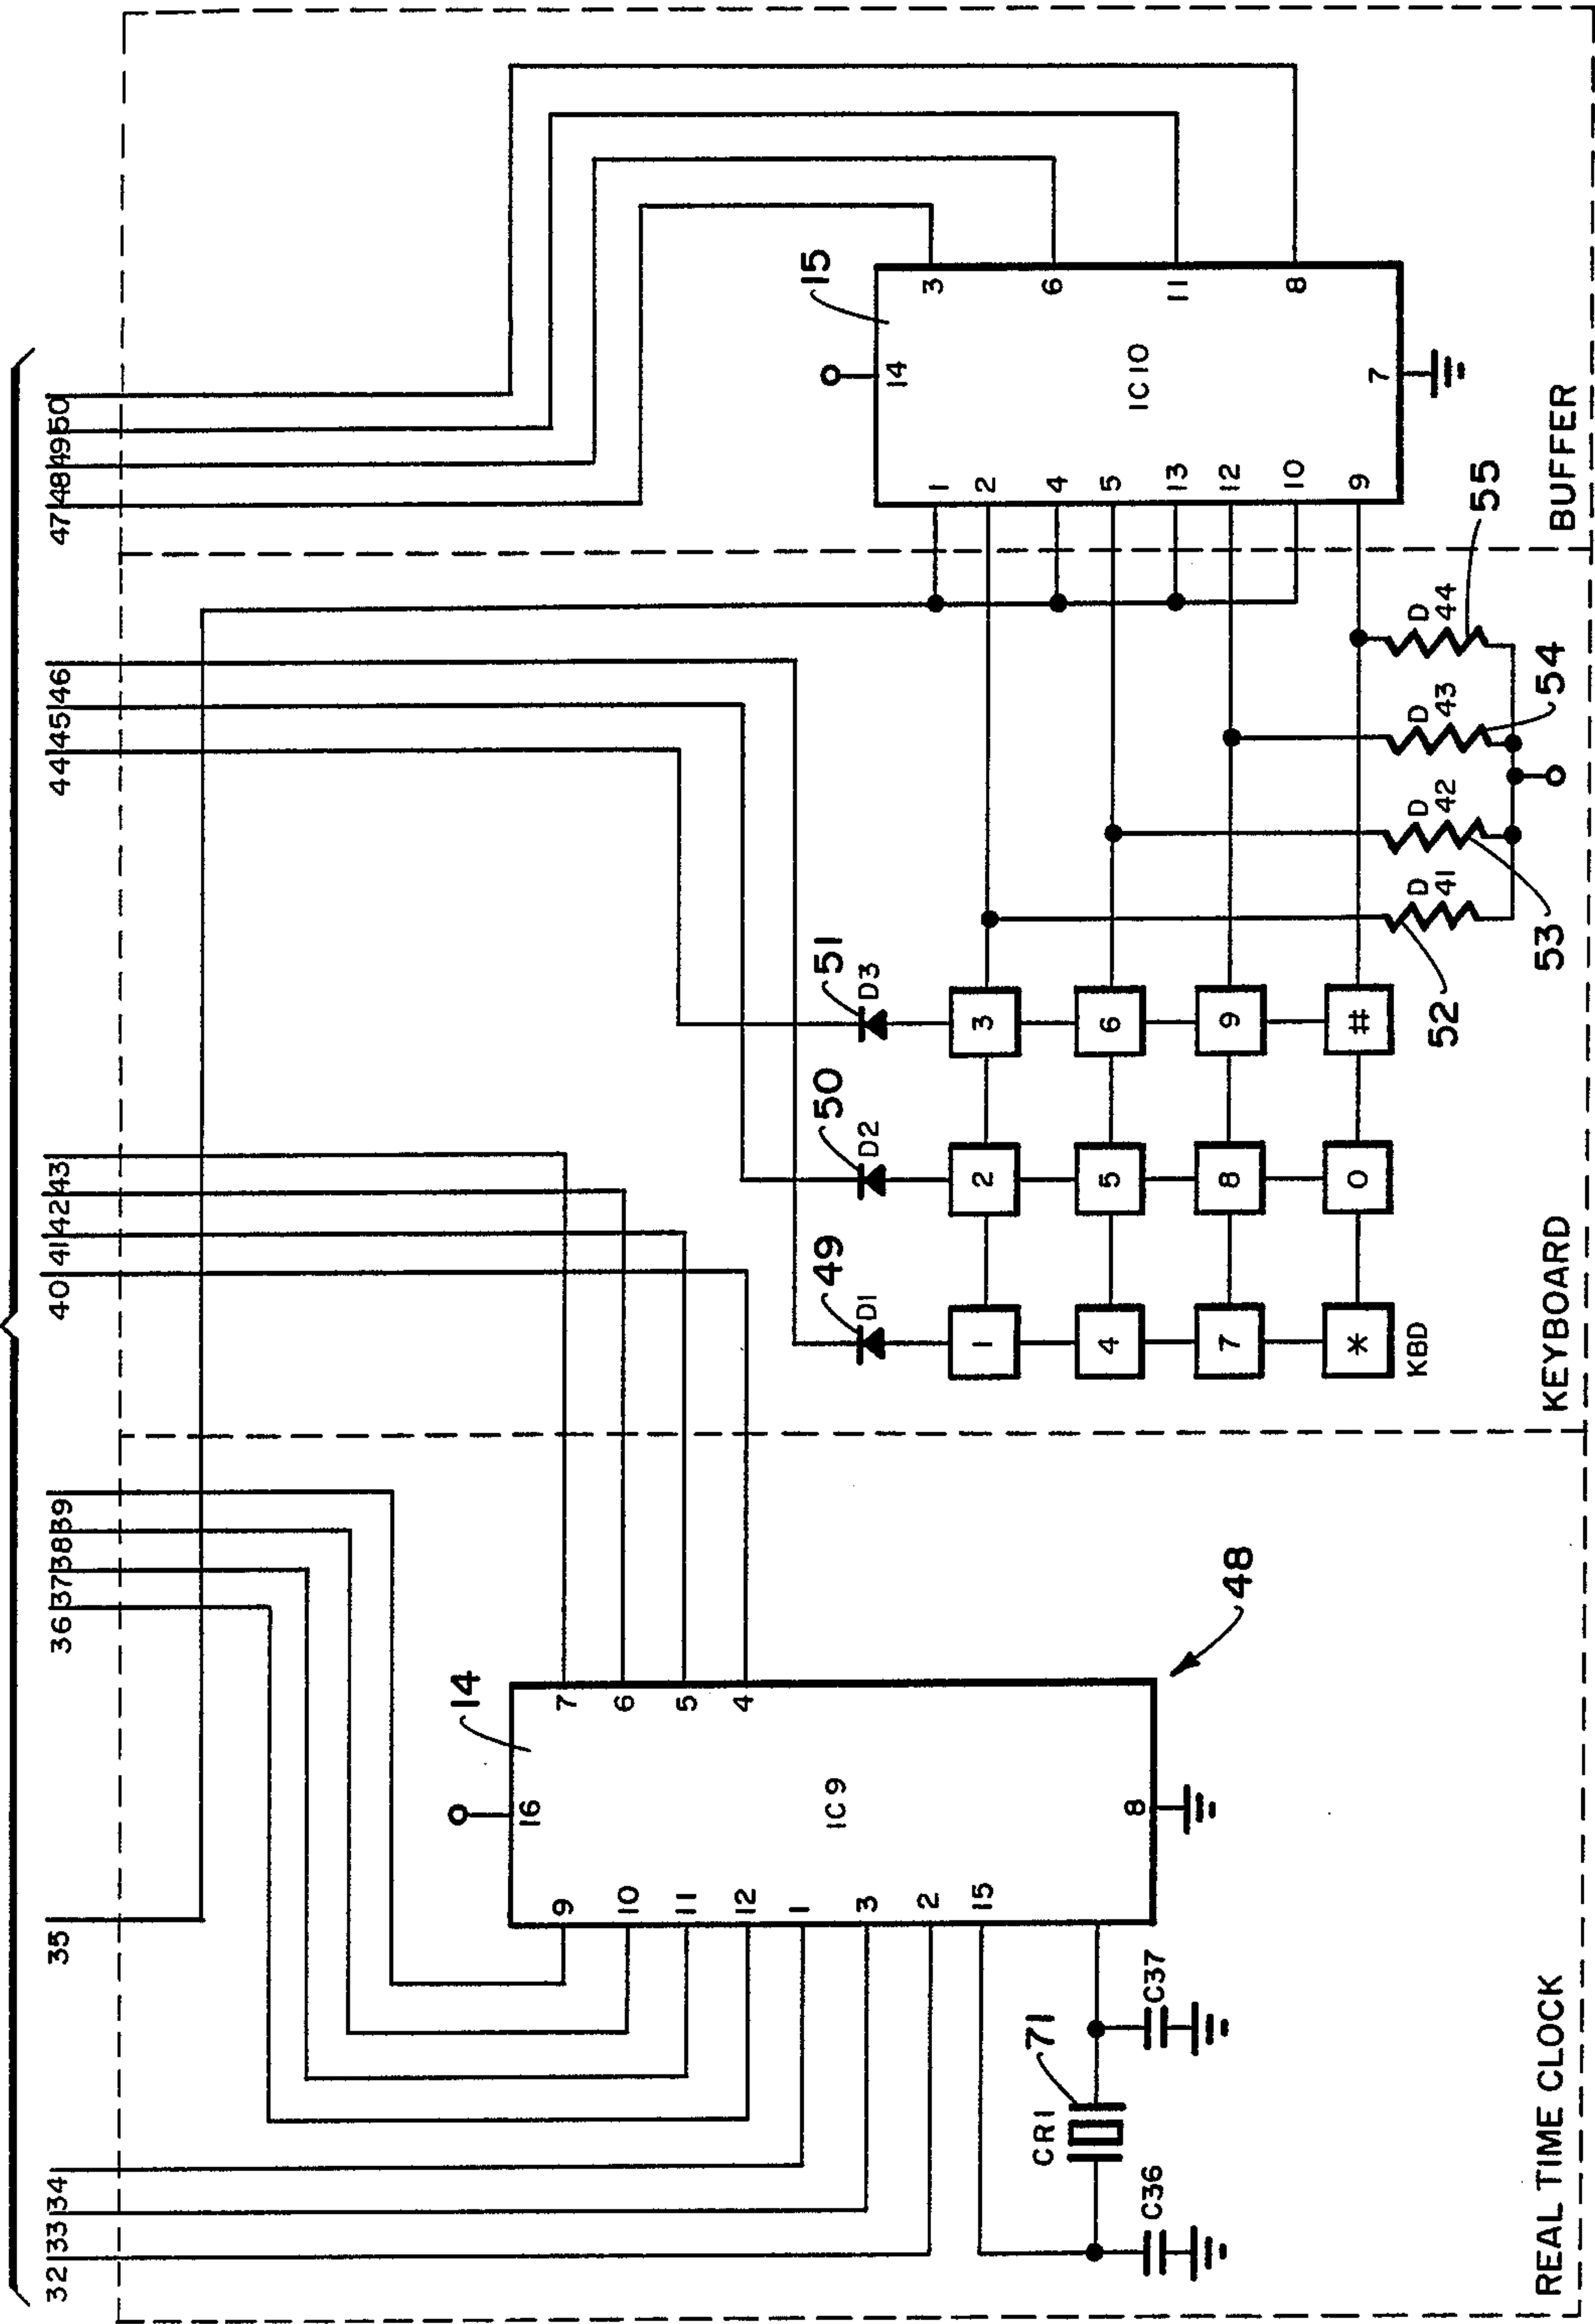 32 33 34
35
36 37 38 39
40 41 42 43
44 45 46
47 48 49 50
14
16
9
10
11
12
1
3
2
15
7
6
5
4
IC9
8
48
CR1
71
C36
C37
REAL TIME CLOCK
49
D1
50
D2
51
D3
1 2 3
4 5 6
7 8 9
* 0 #
KBD
D 41
D 42
D 43
D 44
52
53
54
55
KEYBOARD
15
14
1
2
4
5
13
12
10
9
3
6
11
8
IC10
7
BUFFER